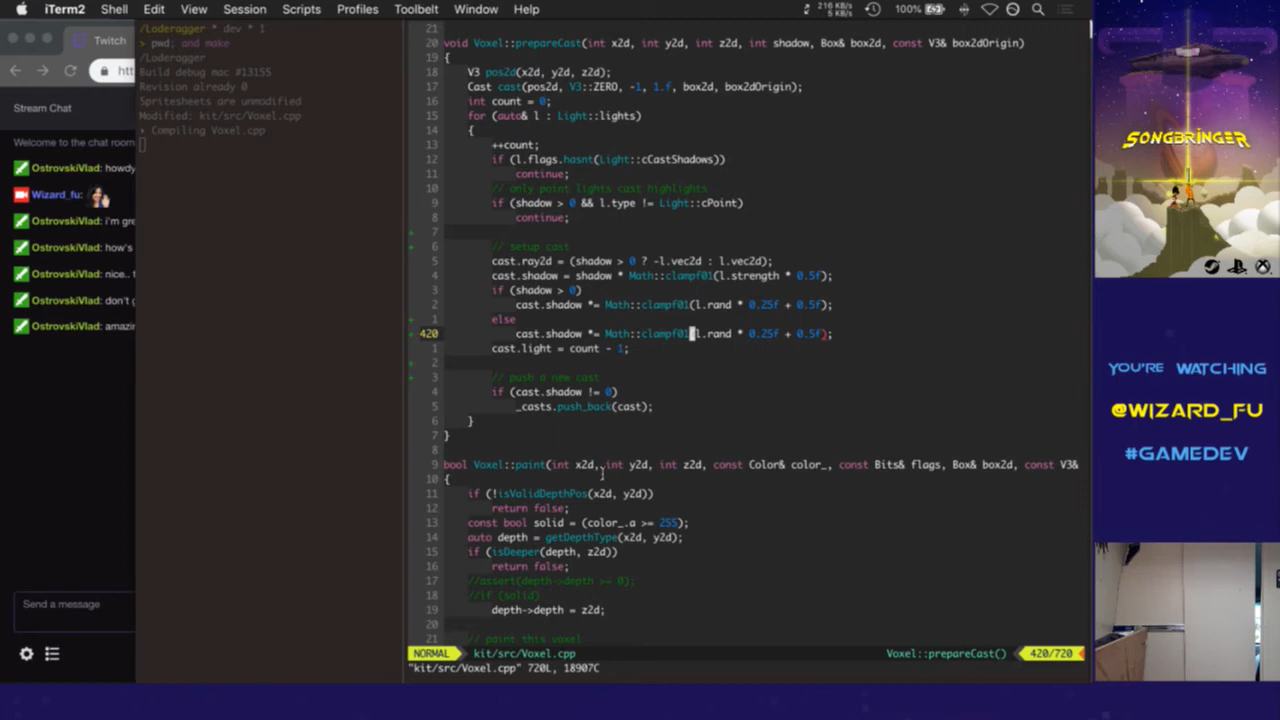 iTerm2 Shell Edit View Session Scripts Profiles Toolbelt Window Help 216 KB/s 5 KB/s 100%
Twitch
htt
Stream Chat
Welcome to the chat room
OstrovskiVlad: howdy
Wizard_fu:
OstrovskiVlad: i'm gre
OstrovskiVlad: how's
OstrovskiVlad: nice.. t
OstrovskiVlad: don't g
OstrovskiVlad: amazin
Send a message
/Loderagger * dev * 1
> pwd; and make
/Loderagger
Build debug mac #13155
Revision already 0
Spritesheets are unmodified
Modified: kit/src/Voxel.cpp
Compiling Voxel.cpp
21
20 void Voxel::prepareCast(int x2d, int y2d, int z2d, int shadow, Box& box2d, const V3& box2dOrigin)
19 {
18 V3 pos2d(x2d, y2d, z2d);
17 Cast cast(pos2d, V3::ZERO, -1, 1.f, box2d, box2dOrigin);
16 int count = 0;
15 for (auto& l : Light::lights)
14 {
13 ++count;
12 if (l.flags.hasnt(Light::cCastShadows))
11 continue;
10 // only point lights cast highlights
9 if (shadow > 0 && l.type != Light::cPoint)
8 continue;
+ 7
+ 6 // setup cast
5 cast.ray2d = (shadow > 0 ? -l.vec2d : l.vec2d);
4 cast.shadow = shadow * Math::clampf01(l.strength * 0.5f);
3 if (shadow > 0)
2 cast.shadow *= Math::clampf01(l.rand * 0.25f + 0.5f);
+ 1 else
+ 420 cast.shadow *= Math::clampf01(l.rand * 0.25f + 0.5f);
1 cast.light = count - 1;
+ 2
+ 3 // push a new cast
4 if (cast.shadow != 0)
5 _casts.push_back(cast);
6 }
7 }
8
9 bool Voxel::paint(int x2d, int y2d, int z2d, const Color& color_, const Bits& flags, Box& box2d, const V3&
10 {
11 if (!isValidDepthPos(x2d, y2d))
12 return false;
13 const bool solid = (color_.a >= 255);
14 auto depth = getDepthType(x2d, y2d);
15 if (isDeeper(depth, z2d))
16 return false;
17 //assert(depth->depth >= 0);
18 //if (solid)
19 depth->depth = z2d;
20
21 // paint this voxel
NORMAL kit/src/Voxel.cpp Voxel::prepareCast() 420/720
"kit/src/Voxel.cpp" 720L, 18907C
SONGBRINGER
YOU'RE WATCHING
@WIZARD_FU
#GAMEDEV